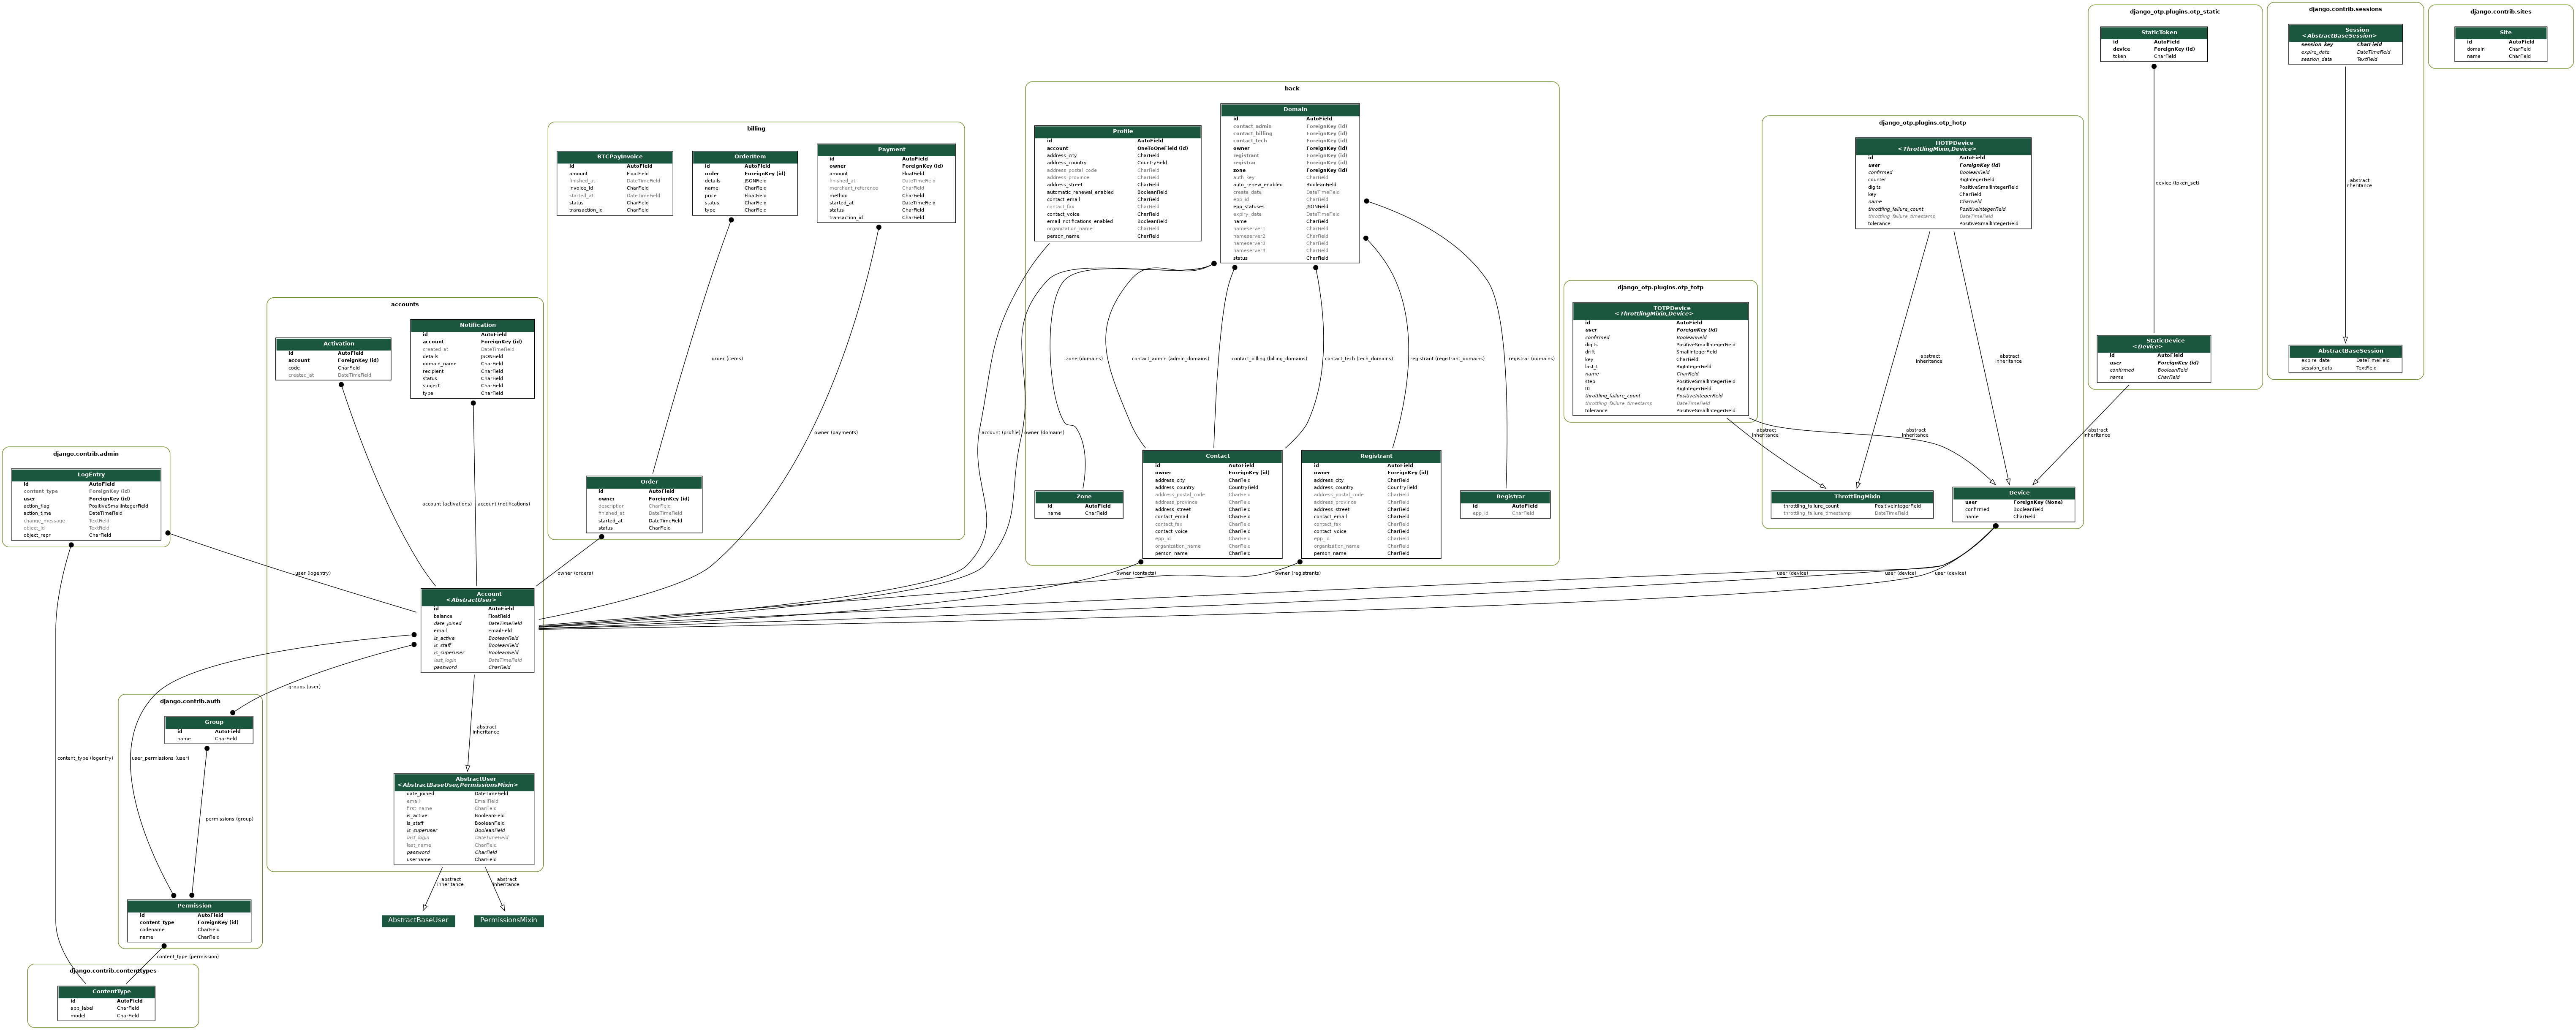 django_otp.plugins.otp_static
StaticToken
id AutoField
device ForeignKey (id)
token CharField
device (token_set)
StaticDevice
<Device>
id AutoField
user ForeignKey (id)
confirmed BooleanField
name CharField
abstract
inheritance
django.contrib.sessions
Session
<AbstractBaseSession>
session_key CharField
expire_date DateTimeField
session_data TextField
abstract
inheritance
AbstractBaseSession
expire_date DateTimeField
session_data TextField
django.contrib.sites
Site
id AutoField
domain CharField
name CharField
back
Profile
id AutoField
account OneToOneField (id)
address_city CharField
address_country CountryField
address_postal_code CharField
address_province CharField
address_street CharField
automatic_renewal_enabled BooleanField
contact_email CharField
contact_fax CharField
contact_voice CharField
email_notifications_enabled BooleanField
organization_name CharField
person_name CharField
Domain
id AutoField
contact_admin ForeignKey (id)
contact_billing ForeignKey (id)
contact_tech ForeignKey (id)
owner ForeignKey (id)
registrant ForeignKey (id)
registrar ForeignKey (id)
zone ForeignKey (id)
auth_key CharField
auto_renew_enabled BooleanField
create_date DateTimeField
epp_id CharField
epp_statuses JSONField
expiry_date DateTimeField
name CharField
nameserver1 CharField
nameserver2 CharField
nameserver3 CharField
nameserver4 CharField
status CharField
zone (domains)
contact_admin (admin_domains)
contact_billing (billing_domains)
contact_tech (tech_domains)
registrant (registrant_domains)
registrar (domains)
account (profile)
owner (domains)
Zone
id AutoField
name CharField
Contact
id AutoField
owner ForeignKey (id)
address_city CharField
address_country CountryField
address_postal_code CharField
address_province CharField
address_street CharField
contact_email CharField
contact_fax CharField
contact_voice CharField
epp_id CharField
organization_name CharField
person_name CharField
Registrant
id AutoField
owner ForeignKey (id)
address_city CharField
address_country CountryField
address_postal_code CharField
address_province CharField
address_street CharField
contact_email CharField
contact_fax CharField
contact_voice CharField
epp_id CharField
organization_name CharField
person_name CharField
Registrar
id AutoField
epp_id CharField
owner (contacts)
owner (registrants)
billing
BTCPayInvoice
id AutoField
amount FloatField
finished_at DateTimeField
invoice_id CharField
started_at DateTimeField
status CharField
transaction_id CharField
OrderItem
id AutoField
order ForeignKey (id)
details JSONField
name CharField
price FloatField
status CharField
type CharField
Payment
id AutoField
owner ForeignKey (id)
amount FloatField
finished_at DateTimeField
merchant_reference CharField
method CharField
started_at DateTimeField
status CharField
transaction_id CharField
order (items)
owner (payments)
Order
id AutoField
owner ForeignKey (id)
description CharField
finished_at DateTimeField
started_at DateTimeField
status CharField
owner (orders)
django_otp.plugins.otp_hotp
HOTPDevice
<ThrottlingMixin,Device>
id AutoField
user ForeignKey (id)
confirmed BooleanField
counter BigIntegerField
digits PositiveSmallIntegerField
key CharField
name CharField
throttling_failure_count PositiveIntegerField
throttling_failure_timestamp DateTimeField
tolerance PositiveSmallIntegerField
abstract
inheritance
abstract
inheritance
ThrottlingMixin
throttling_failure_count PositiveIntegerField
throttling_failure_timestamp DateTimeField
Device
user ForeignKey (None)
confirmed BooleanField
name CharField
user (device)
user (device)
user (device)
django_otp.plugins.otp_totp
TOTPDevice
<ThrottlingMixin,Device>
id AutoField
user ForeignKey (id)
confirmed BooleanField
digits PositiveSmallIntegerField
drift SmallIntegerField
key CharField
last_t BigIntegerField
name CharField
step PositiveSmallIntegerField
t0 BigIntegerField
throttling_failure_count PositiveIntegerField
throttling_failure_timestamp DateTimeField
tolerance PositiveSmallIntegerField
abstract
inheritance
abstract
inheritance
accounts
Activation
id AutoField
account ForeignKey (id)
code CharField
created_at DateTimeField
Notification
id AutoField
account ForeignKey (id)
created_at DateTimeField
details JSONField
domain_name CharField
recipient CharField
status CharField
subject CharField
type CharField
account (activations)
account (notifications)
Account
<AbstractUser>
id AutoField
balance FloatField
date_joined DateTimeField
email EmailField
is_active BooleanField
is_staff BooleanField
is_superuser BooleanField
last_login DateTimeField
password CharField
abstract
inheritance
AbstractUser
<AbstractBaseUser,PermissionsMixin>
date_joined DateTimeField
email EmailField
first_name CharField
is_active BooleanField
is_staff BooleanField
is_superuser BooleanField
last_login DateTimeField
last_name CharField
password CharField
username CharField
abstract
inheritance
abstract
inheritance
AbstractBaseUser
PermissionsMixin
django.contrib.admin
LogEntry
id AutoField
content_type ForeignKey (id)
user ForeignKey (id)
action_flag PositiveSmallIntegerField
action_time DateTimeField
change_message TextField
object_id TextField
object_repr CharField
user (logentry)
content_type (logentry)
django.contrib.auth
Group
id AutoField
name CharField
groups (user)
user_permissions (user)
permissions (group)
Permission
id AutoField
content_type ForeignKey (id)
codename CharField
name CharField
content_type (permission)
django.contrib.contenttypes
ContentType
id AutoField
app_label CharField
model CharField